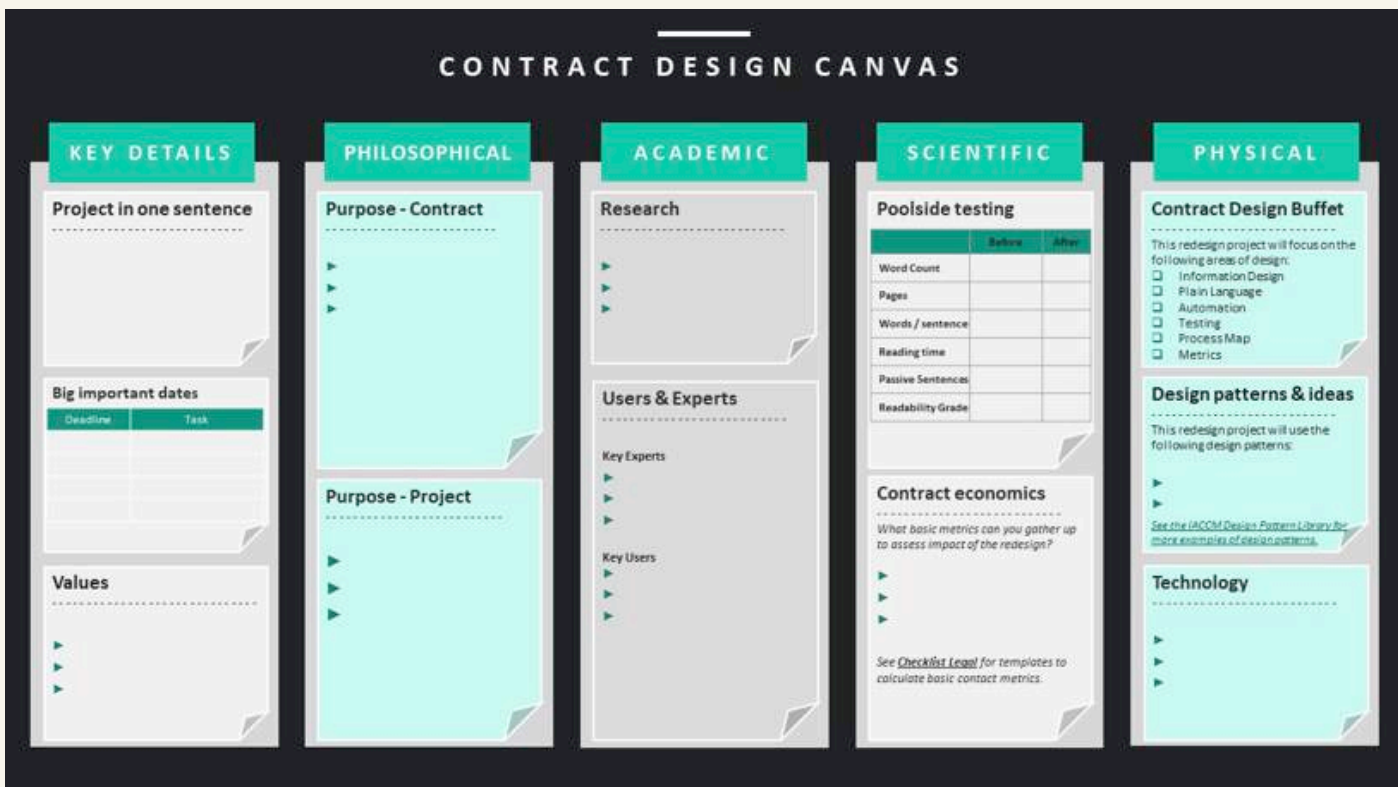 CONTRACT DESIGN CANVAS
KEY DETAILS
Project in one sentence
Big important dates
Deadline Task
Values
PHILOSOPHICAL
Purpose - Contract
Purpose - Project
ACADEMIC
Research
Users & Experts
Key Experts
Key Users
SCIENTIFIC
Poolside testing
Before After
Word Count
Pages
Words / sentence
Reading time
Passive Sentences
Readability Grade
Contract economics
What basic metrics can you gather up
to assess impact of the redesign?
See Checklist Legal for templates to
calculate basic contact metrics.
PHYSICAL
Contract Design Buffet
This redesign project will focus on the
following areas of design:
Information Design
Plain Language
Automation
Testing
Process Map
Metrics
Design patterns & ideas
This redesign project will use the
following design patterns:
See the IACCM Design Pattern Library for
more examples of design patterns.
Technology